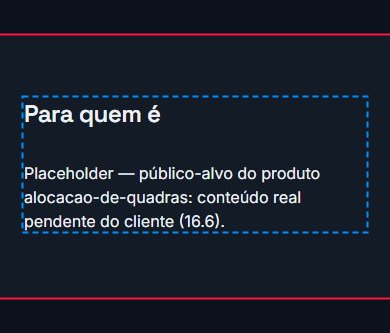 Para quem é
Placeholder — público-alvo do produto
alocacao-de-quadras: conteúdo real
pendente do cliente (16.6).